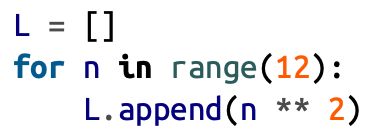 L = []
for n in range(12):
    L.append(n ** 2)